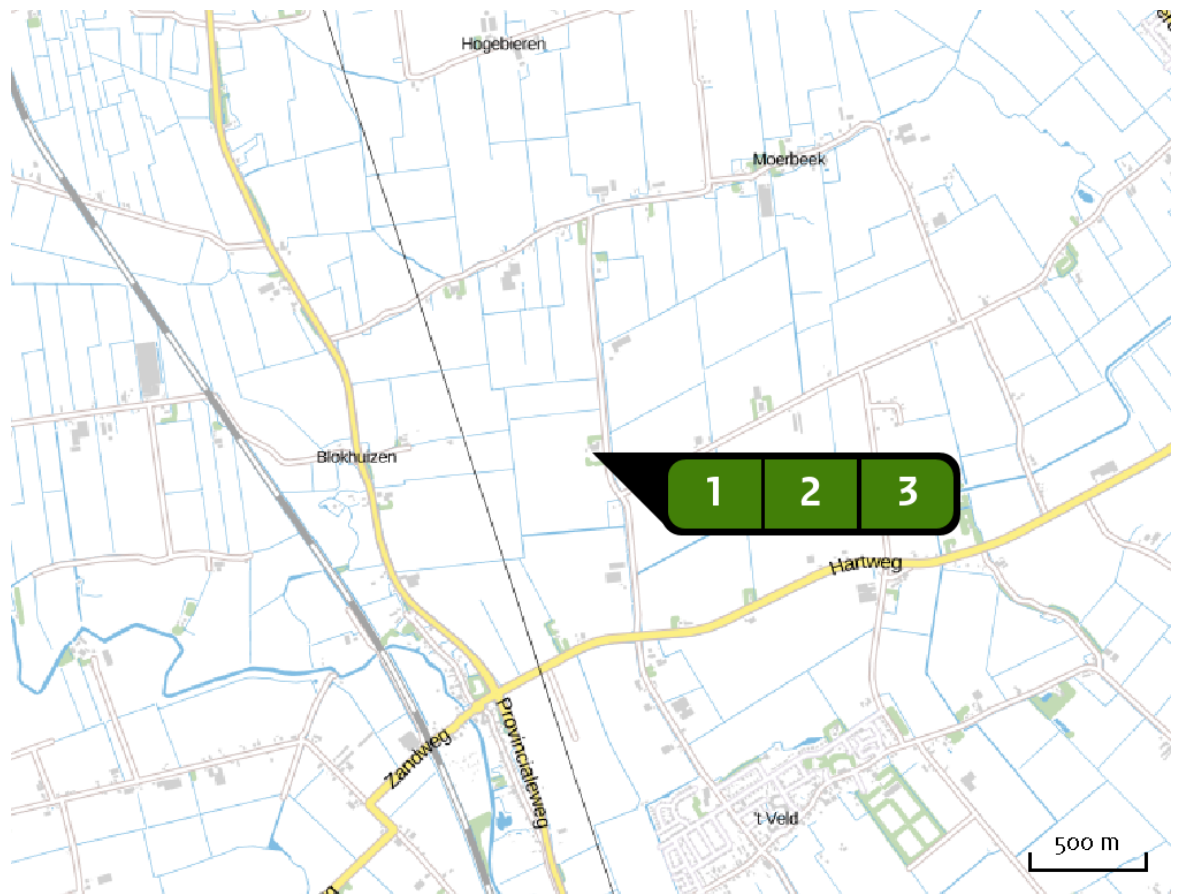 Hogebieren
Moerbeek
Blokhuizen
1 2 3
Hartweg
Zandweg
Provincialeweg
't Veld
500 m